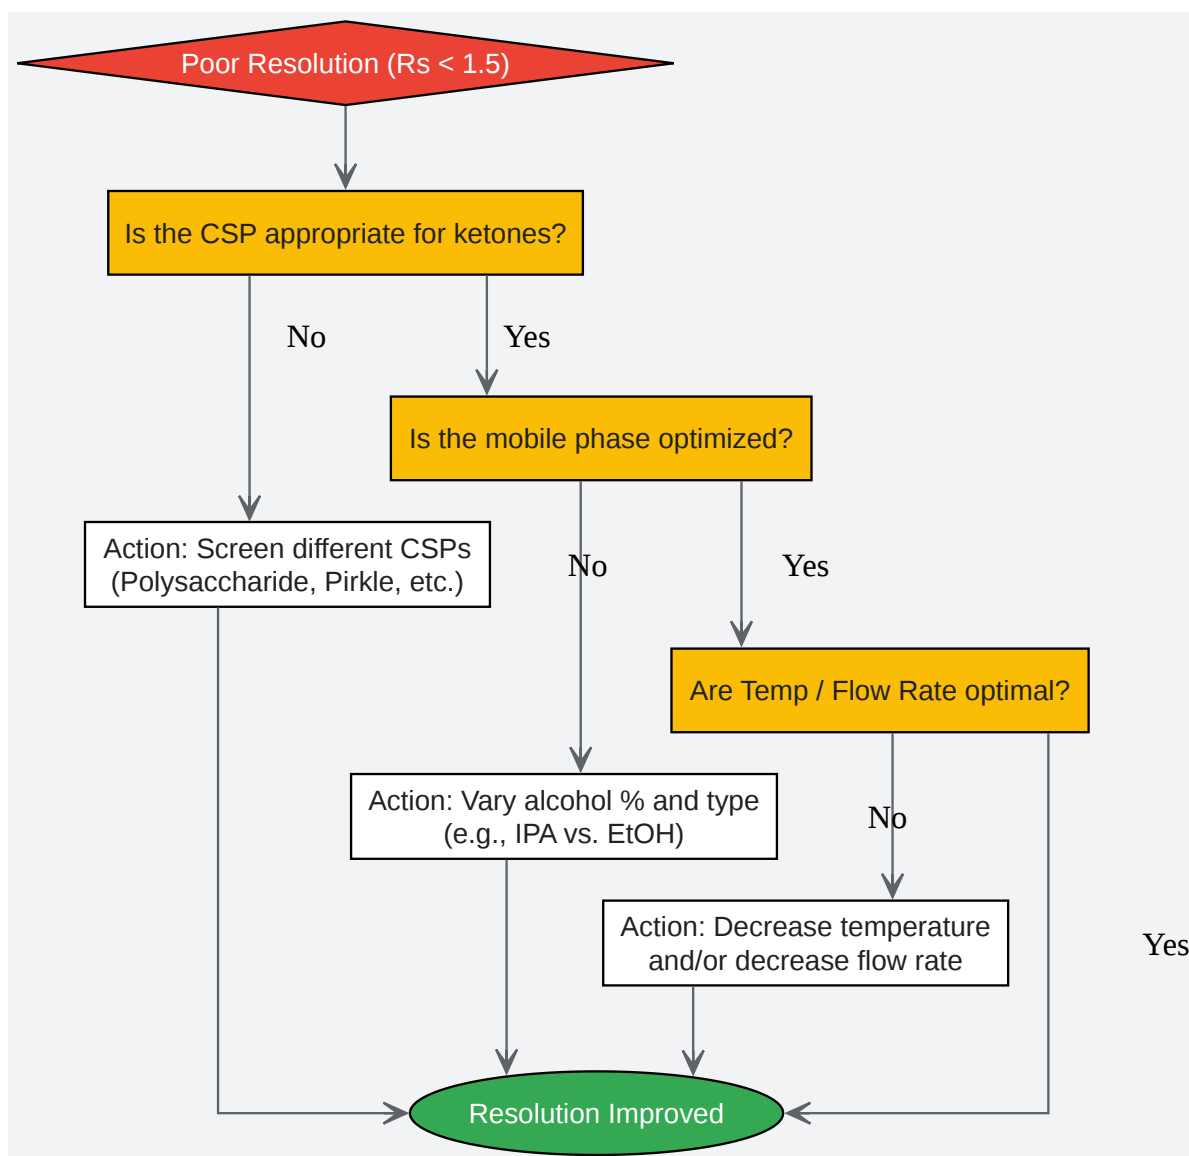 Poor Resolution (Rs < 1.5)
Is the CSP appropriate for ketones?
No
Yes
Is the mobile phase optimized?
Action: Screen different CSPs
(Polysaccharide, Pirkle, etc.)
No
Yes
Are Temp / Flow Rate optimal?
Action: Vary alcohol % and type
(e.g., IPA vs. EtOH)
No
Action: Decrease temperature
and/or decrease flow rate
Yes
Resolution Improved